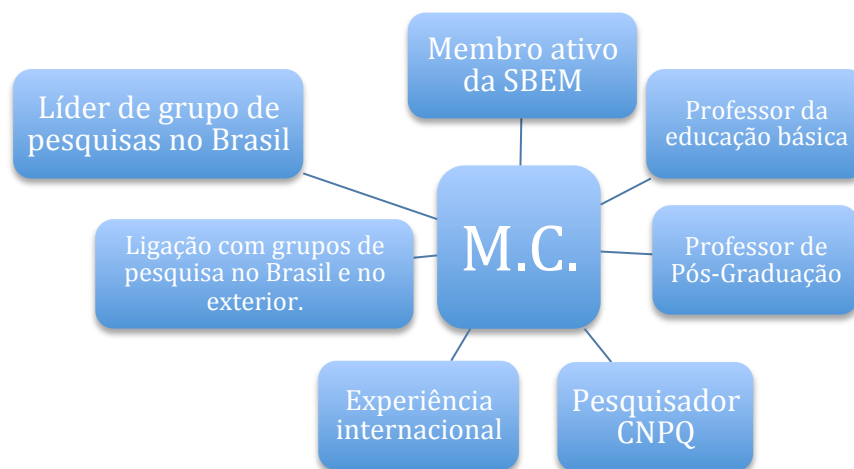 Membro ativo
da SBEM
Líder de grupo de
pesquisas no Brasil
Professor da
educação básica
M.C.
Ligação com grupos de
pesquisa no Brasil e no
exterior.
Professor de
Pós-Graduação
Experiência
internacional
Pesquisador
CNPQ